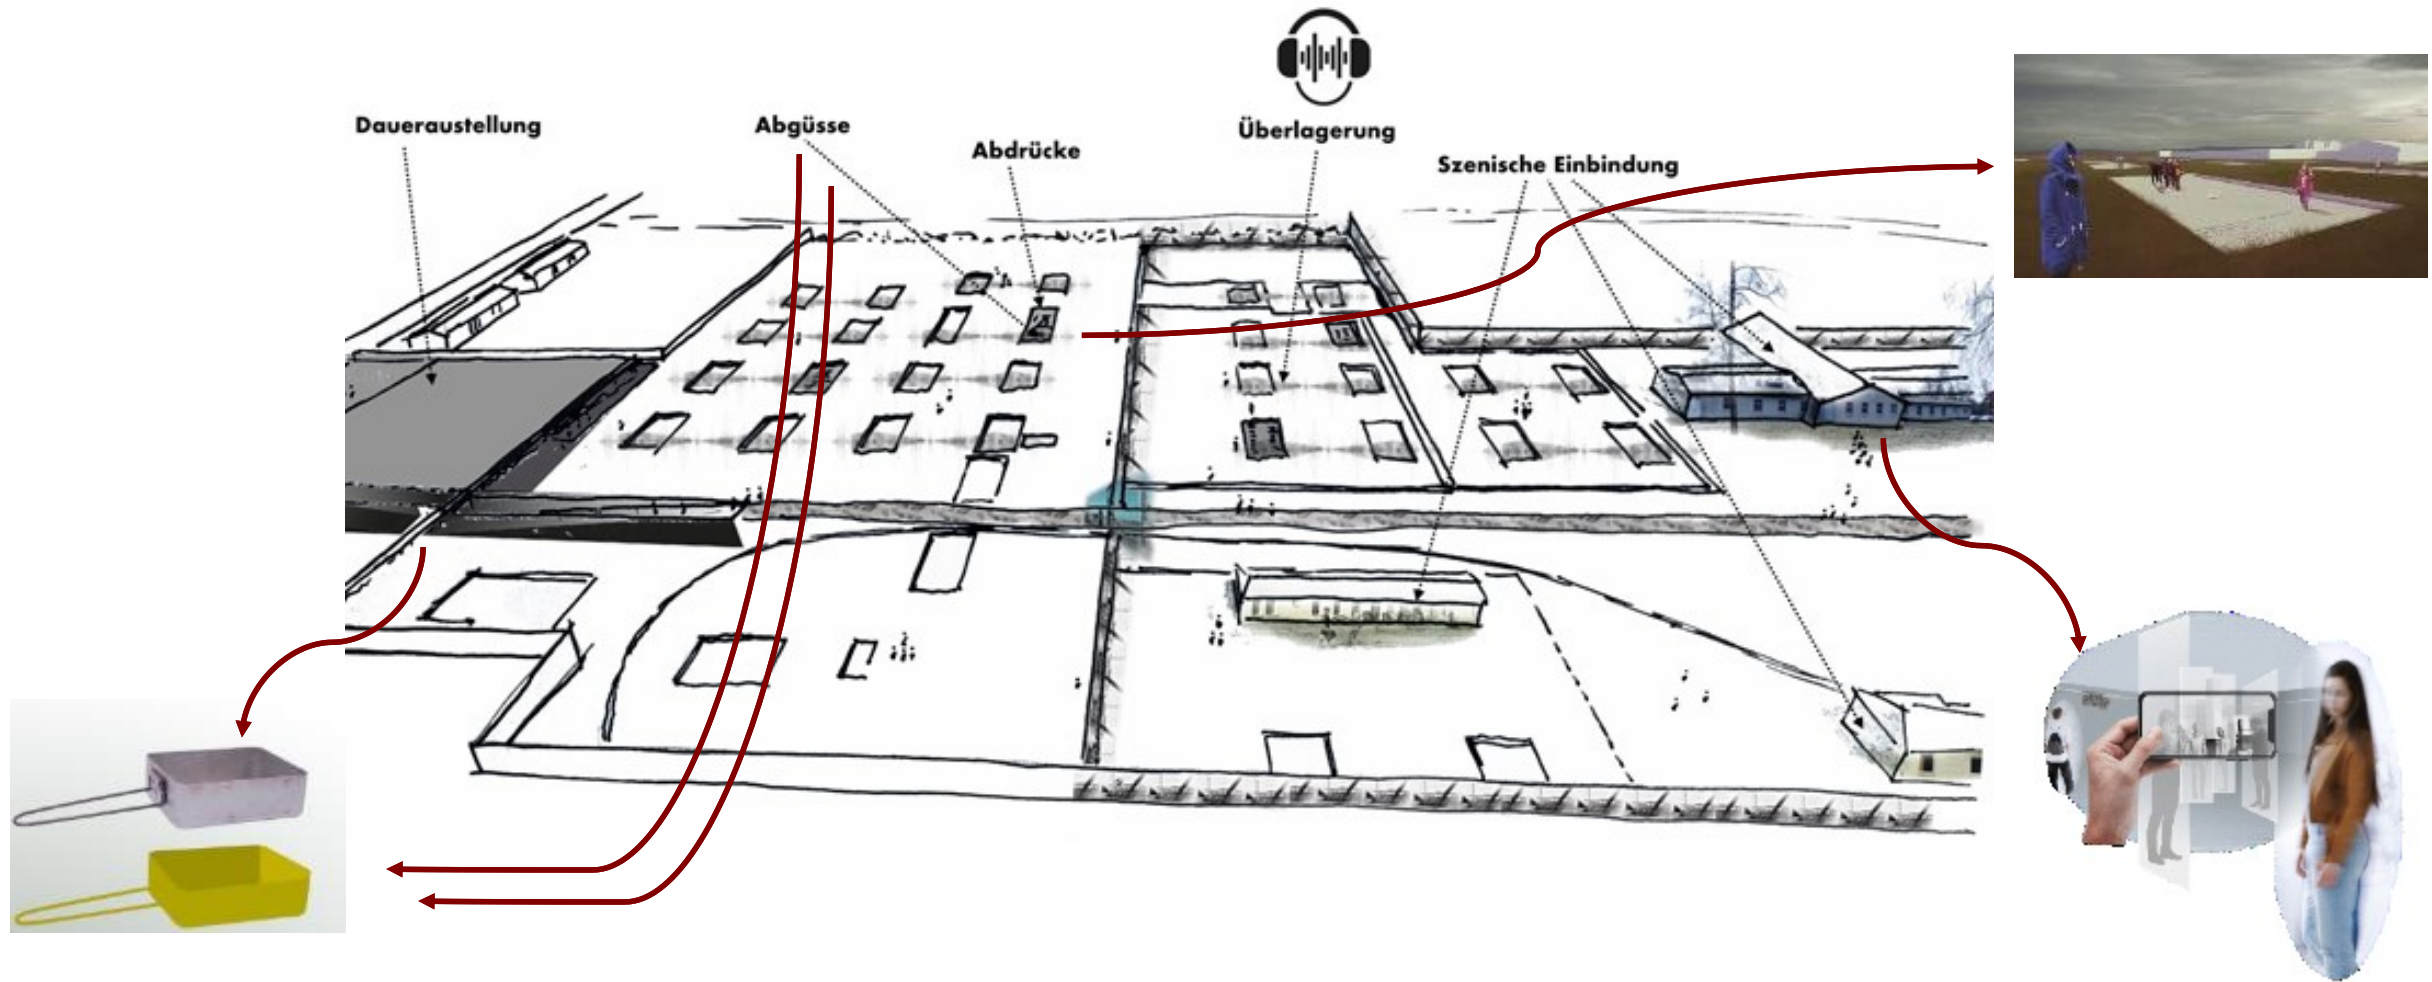 Daueraustellung
Abgüsse
Abdrücke
Überlagerung
Szenische Einbindung